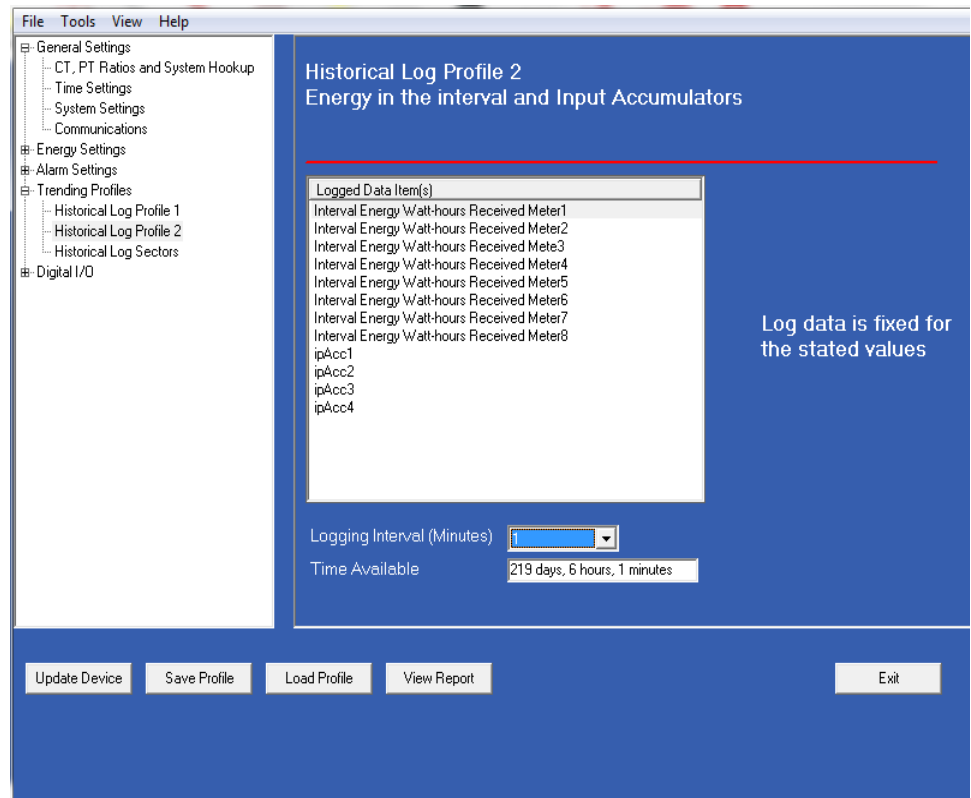 File Tools View Help
General Settings
CT, PT Ratios and System Hookup
Time Settings
System Settings
Communications
Energy Settings
Alarm Settings
Trending Profiles
Historical Log Profile 1
Historical Log Profile 2
Historical Log Sectors
Digital I/O
Historical Log Profile 2
Energy in the interval and Input Accumulators
Logged Data Item(s)
Interval Energy Watt-hours Received Meter1
Interval Energy Watt-hours Received Meter2
Interval Energy Watt-hours Received Mete3
Interval Energy Watt-hours Received Meter4
Interval Energy Watt-hours Received Meter5
Interval Energy Watt-hours Received Meter6
Interval Energy Watt-hours Received Meter7
Interval Energy Watt-hours Received Meter8
ipAcc1
ipAcc2
ipAcc3
ipAcc4
Log data is fixed for
the stated values
Logging Interval (Minutes) 1
Time Available 219 days, 6 hours, 1 minutes
Update Device Save Profile Load Profile View Report Exit